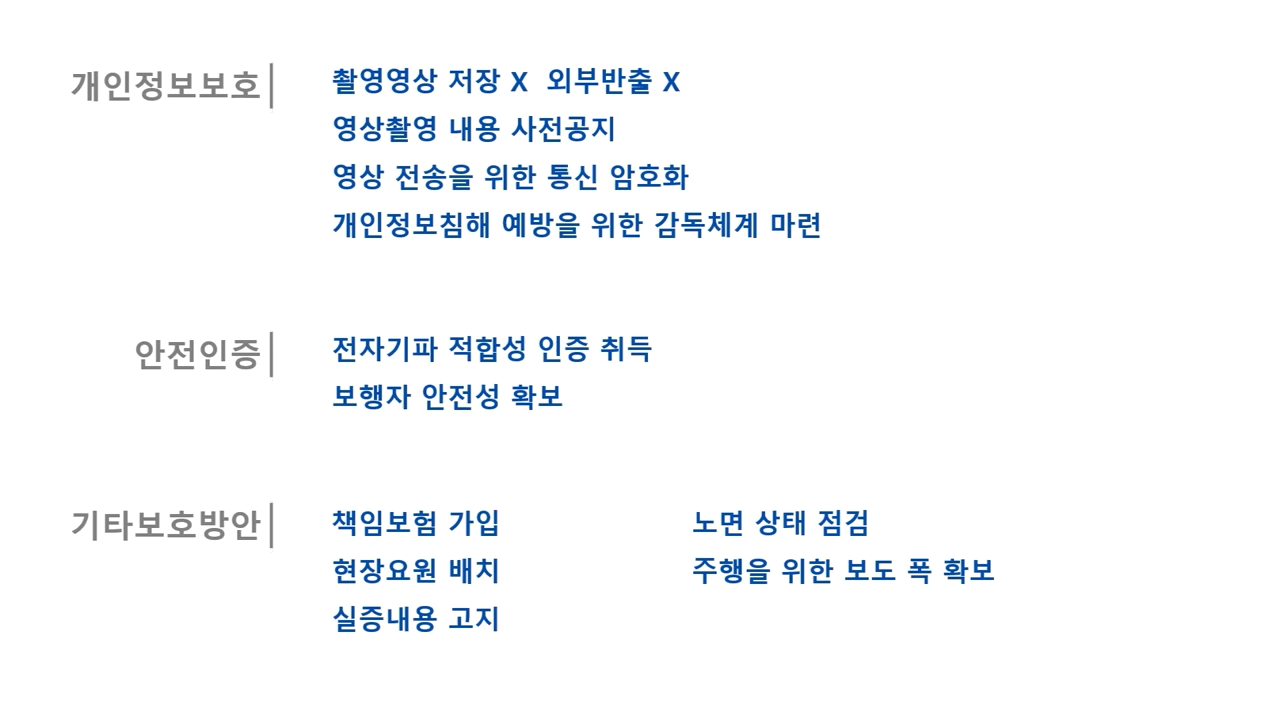 개인정보보호
촬영영상 저장 X 외부반출 X
영상촬영 내용 사전공지
영상 전송을 위한 통신 암호화
개인정보침해 예방을 위한 감독체계 마련
안전인증
전자기파 적합성 인증 취득
보행자 안전성 확보
기타보호방안
책임보험 가입
현장요원 배치
실증내용 고지
노면 상태 점검
주행을 위한 보도 폭 확보